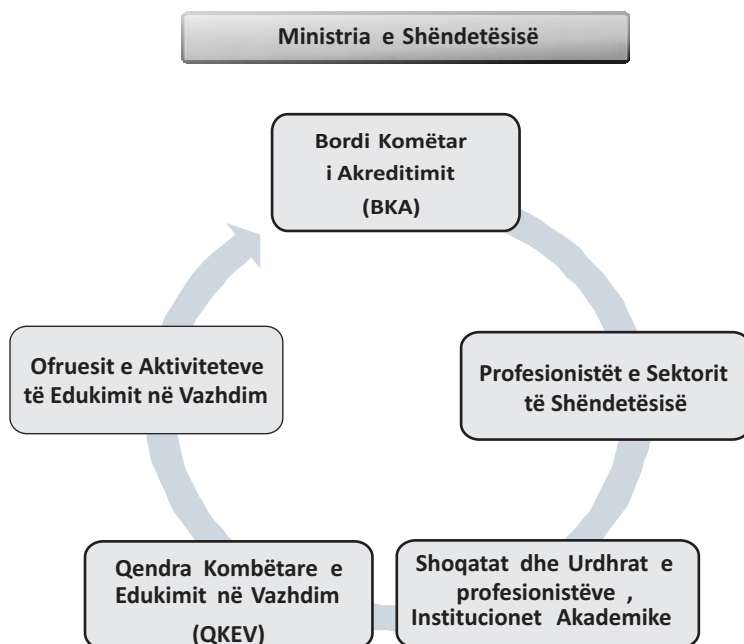 Ministria e Shëndetësisë
Bordi Komëtar
i Akreditimit
(BKA)
Ofruesit e Aktiviteteve
të Edukimit në Vazhdim
Profesionistët e Sektorit
të Shëndetësisë
Qendra Kombëtare e
Edukimit në Vazhdim
(QKEV)
Shoqatat dhe Urdhrat e
profesionistëve ,
Institucionet Akademike